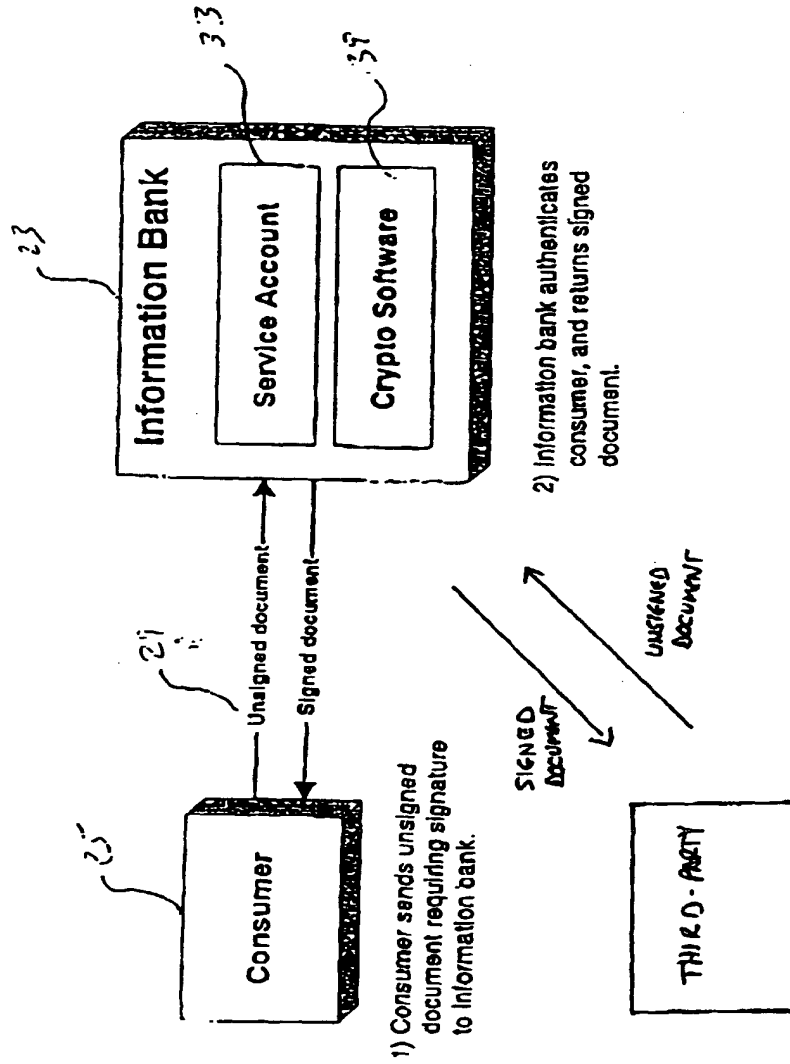 23
Information Bank
Service Account
33
Crypto Software
Unsigned document
Signed document
25
Consumer
1) Consumer sends unsigned
document requiring signature
to Information bank.
2) Information bank authenticates
consumer, and returns signed
document.
SIGNED
DOCUMENT
UNSIGNED
DOCUMENT
THIRD-PARTY